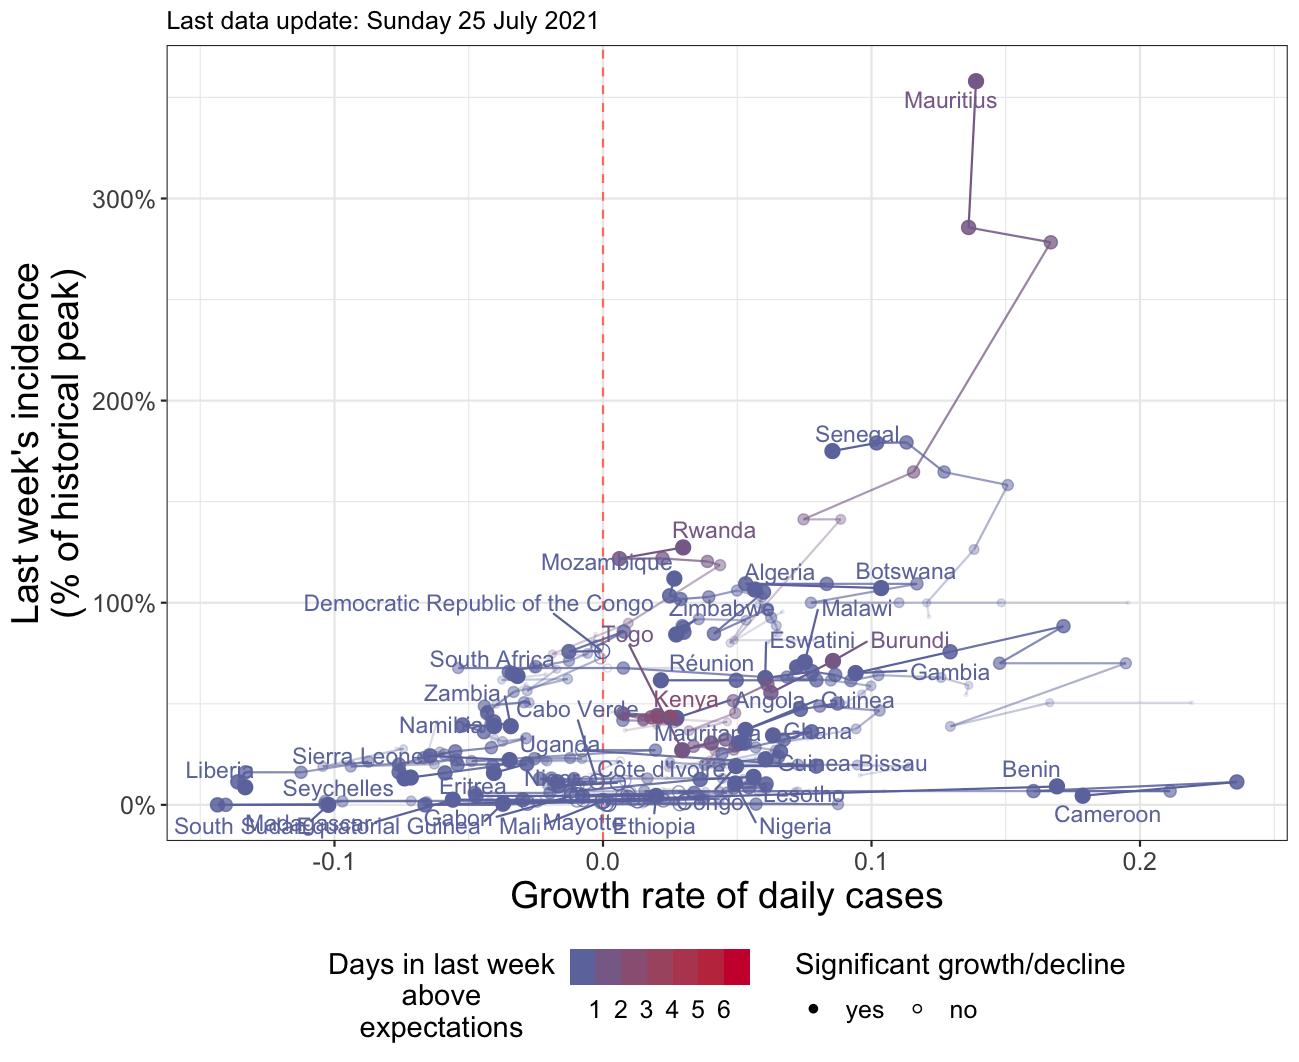 Last data update: Sunday 25 July 2021
Last week's incidence
(% of historical peak)
300%
200%
100%
0%
Mauritius
Senegal
Rwanda
Mozambique
Algeria
Botswana
Democratic Republic of the Congo
Zimbabwe
Malawi
Togo
Eswatini
Burundi
South Africa
Réunion
Gambia
Zambia
Kenya
Angola
Guinea
Cabo Verde
Namibia
Mauritania
Ghana
Uganda
Sierra Leone
Liberia
Côte d'Ivoire
Guinea-Bissau
Benin
Seychelles
Eritrea
Lesotho
Congo
Cameroon
South Sudan
Madagascar
Equatorial Guinea
Gabon
Mali
Mayotte
Ethiopia
Nigeria
-0.1
0.0
0.1
0.2
Growth rate of daily cases
Days in last week
above
expectations
1 2 3 4 5 6
Significant growth/decline
yes
no